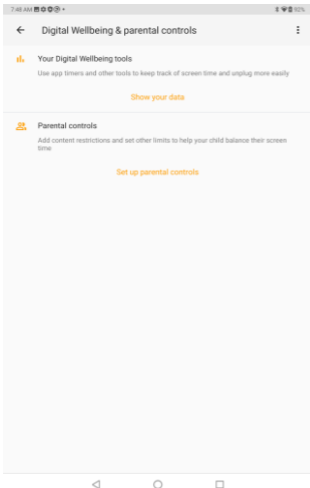 7:48 AM
92%
Digital Wellbeing & parental controls
Your Digital Wellbeing tools
Use app timers and other tools to keep track of screen time and unplug more easily
Show your data
Parental controls
Add content restrictions and set other limits to help your child balance their screen
time
Set up parental controls